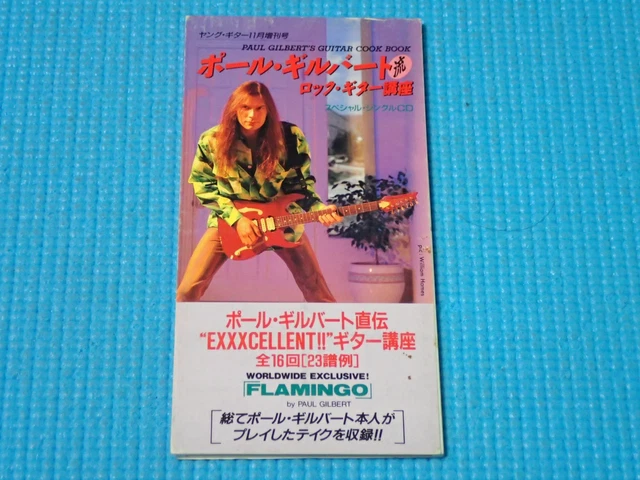 ヤング・ギター11月増刊号
PAUL GILBERT'S GUITAR COOK BOOK
ポール・ギルバート流
ロック・ギター講座
スペシャル・シングルCD
pic. William Hames
ポール・ギルバート直伝
“EXXXCELLENT!!”ギター講座
全16回[23譜例]
WORLDWIDE EXCLUSIVE!
「FLAMINGO」
by PAUL GILBERT
総てポール・ギルバート本人が
プレイしたテイクを収録!!